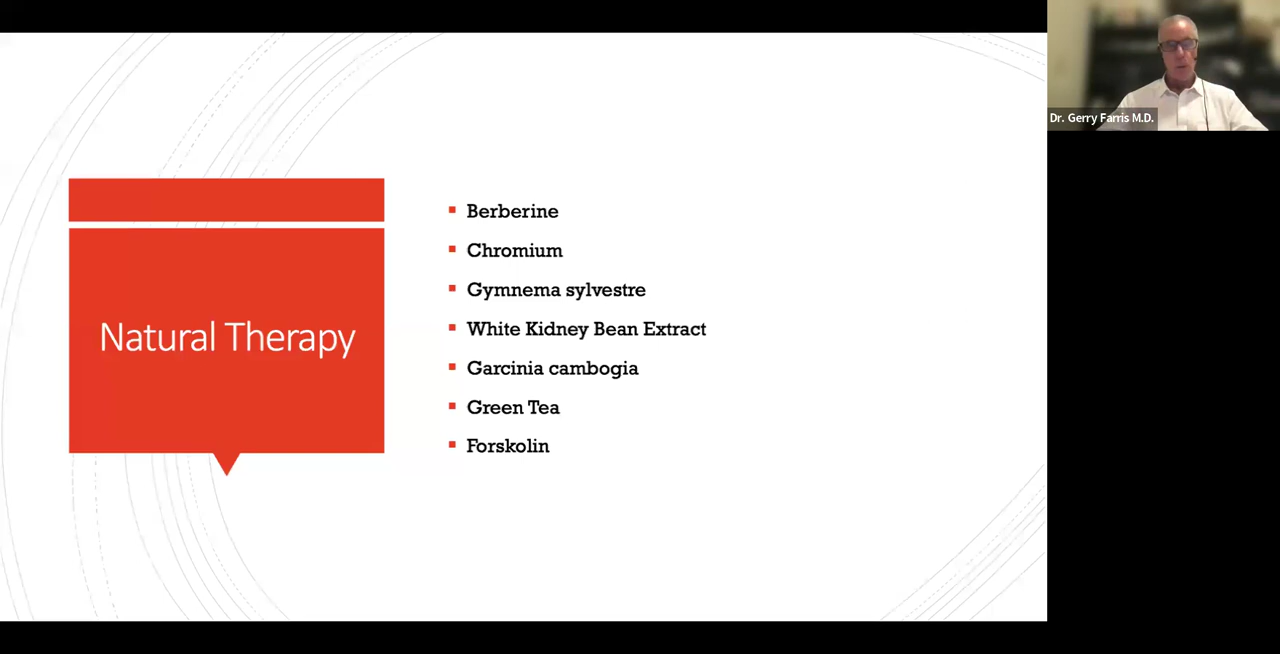 Natural Therapy
Berberine
Chromium
Gymnema sylvestre
White Kidney Bean Extract
Garcinia cambogia
Green Tea
Forskolin
Dr. Gerry Farris M.D.